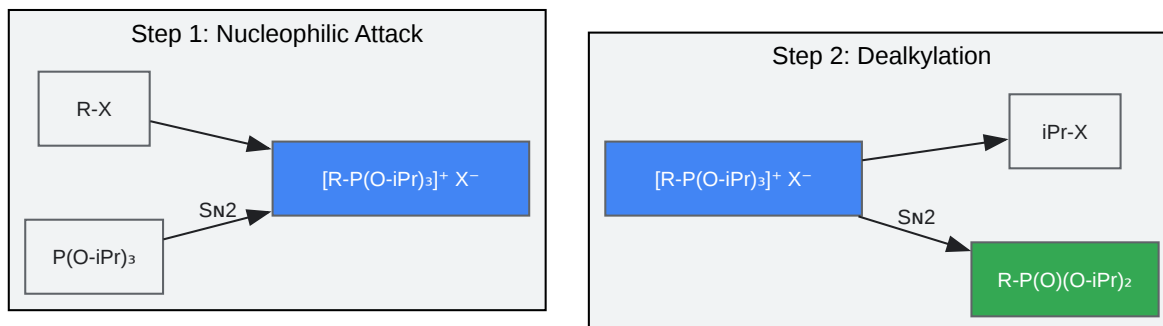 Step 1: Nucleophilic Attack
R-X
[R-P(O-iPr)₃]⁺ X⁻
Sɴ2
P(O-iPr)₃
Step 2: Dealkylation
iPr-X
[R-P(O-iPr)₃]⁺ X⁻
Sɴ2
R-P(O)(O-iPr)₂